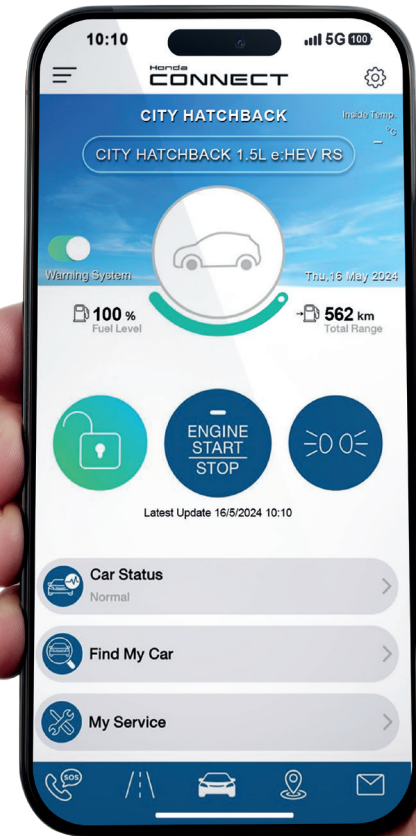 10:10
5G 100
Honda
CONNECT
CITY HATCHBACK
Inside Temp.
°C
–
CITY HATCHBACK 1.5L e:HEV RS
Warning System
Thu,16 May 2024
100 %
Fuel Level
562 km
Total Range
ENGINE
START
STOP
Latest Update 16/5/2024 10:10
Car Status
Normal
Find My Car
My Service
SOS